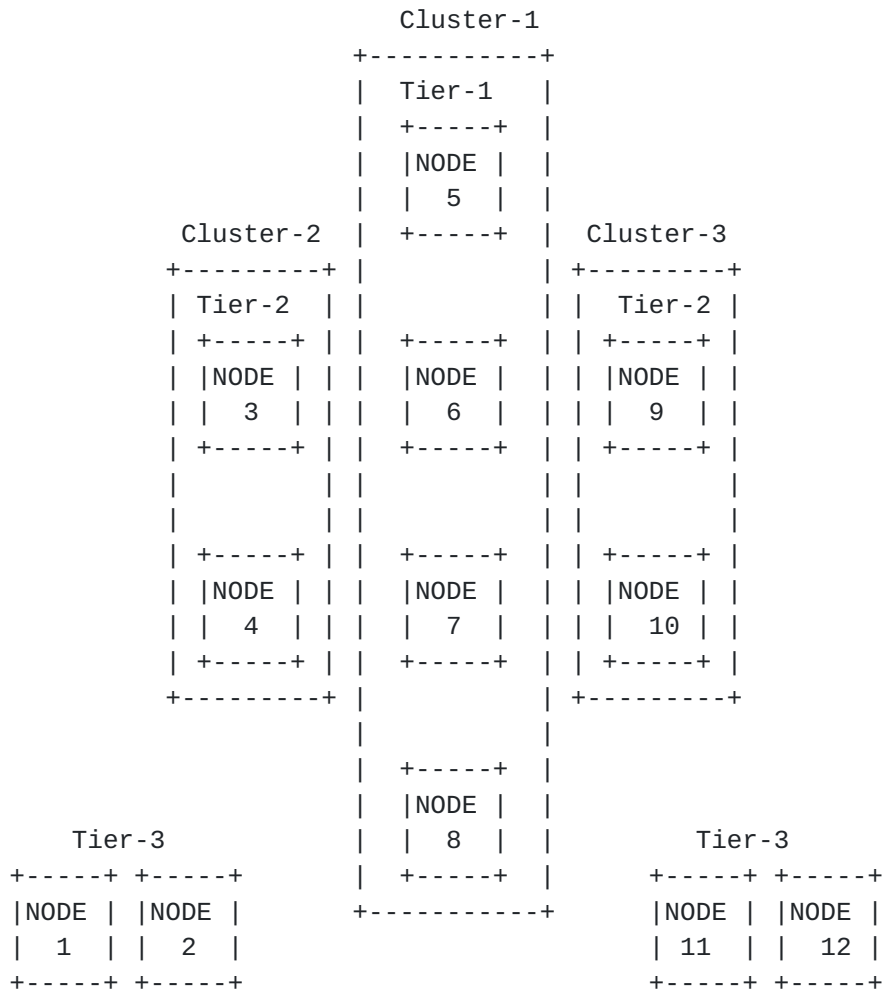 Cluster-1
                      +-----------+
                      |  Tier-1   |
                      |  +-----+  |
                      |  |NODE |  |
                      |  |  5  |  |
           Cluster-2  |  +-----+  |  Cluster-3
          +---------+ |           | +---------+
          | Tier-2  | |           | |  Tier-2 |
          | +-----+ | |  +-----+  | | +-----+ |
          | |NODE | | |  |NODE |  | | |NODE | |
          | |  3  | | |  |  6  |  | | |  9  | |
          | +-----+ | |  +-----+  | | +-----+ |
          |         | |           | |         |
          |         | |           | |         |
          | +-----+ | |  +-----+  | | +-----+ |
          | |NODE | | |  |NODE |  | | |NODE | |
          | |  4  | | |  |  7  |  | | |  10 | |
          | +-----+ | |  +-----+  | | +-----+ |
          +---------+ |           | +---------+
                      |           |
                      |  +-----+  |
                      |  |NODE |  |
    Tier-3            |  |  8  |  |         Tier-3
+-----+ +-----+       |  +-----+  |      +-----+ +-----+
|NODE | |NODE |       +-----------+      |NODE | |NODE |
|  1  | |  2  |                          | 11  | |  12 |
+-----+ +-----+                          +-----+ +-----+